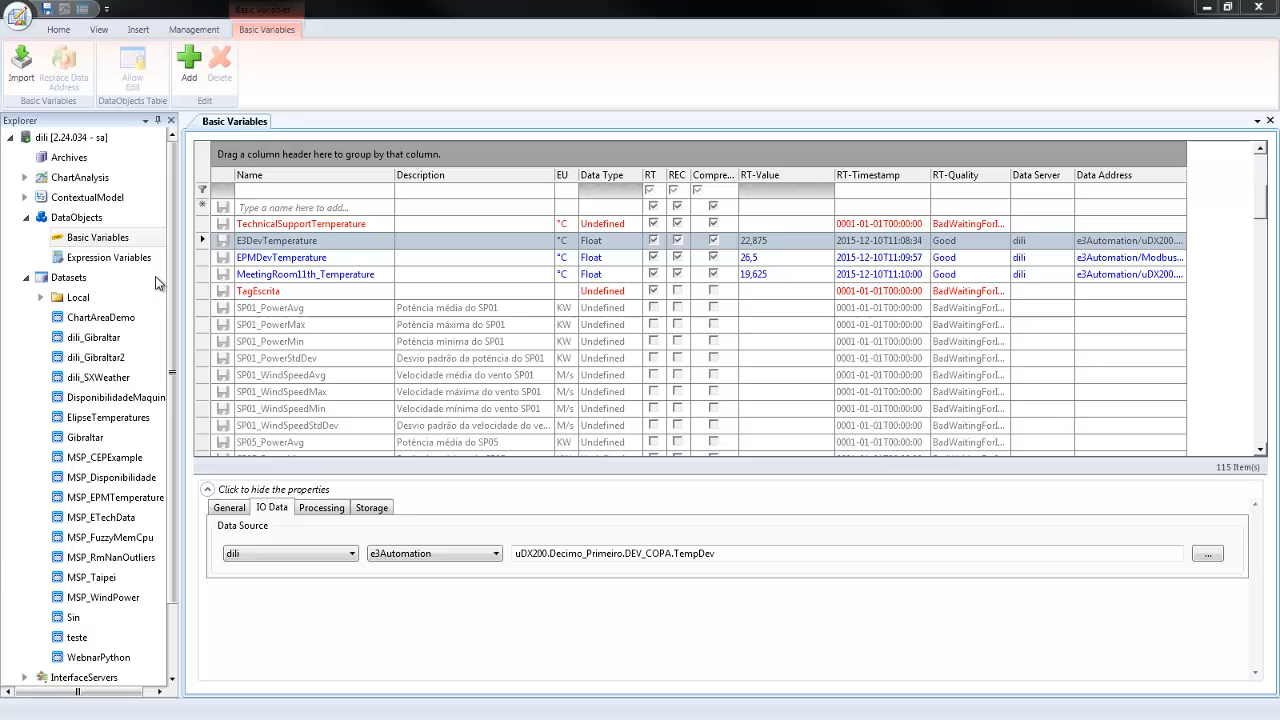 Basic Variables
Home View Insert Management Basic Variables
Import Replace Data Address Allow Edit Add Delete
Basic Variables DataObjects Table Edit
Explorer
dili [2.24.034 - sa]
Archives
ChartAnalysis
ContextualModel
DataObjects
Basic Variables
Expression Variables
Datasets
Local
ChartAreaDemo
dili_Gibraltar
dili_Gibraltar2
dili_SXWeather
DisponibilidadeMaquin
ElipseTemperatures
Gibraltar
MSP_CEPExample
MSP_Disponibilidade
MSP_EPMTemperature
MSP_ETechData
MSP_FuzzyMemCpu
MSP_RmNanOutliers
MSP_Taipei
MSP_WindPower
Sin
teste
WebnarPython
InterfaceServers
Basic Variables
Drag a column header here to group by that column.
Name Description EU Data Type RT REC Compre... RT-Value RT-Timestamp RT-Quality Data Server Data Address
Type a name here to add...
TechnicalSupportTemperature °C Undefined 0001-01-01T00:00:00 BadWaitingForI...
E3DevTemperature °C Float 22,875 2015-12-10T11:08:34 Good dili e3Automation/uDX200....
EPMDevTemperature °C Float 26,5 2015-12-10T11:09:57 Good dili e3Automation/Modbus...
MeetingRoom11th_Temperature °C Float 19,625 2015-12-10T11:10:00 Good dili e3Automation/uDX200....
TagEscrita Undefined 0001-01-01T00:00:00 BadWaitingForI...
SP01_PowerAvg Potência média do SP01 KW Undefined 0001-01-01T00:00:00 BadWaitingForI...
SP01_PowerMax Potência máxima do SP01 KW Undefined 0001-01-01T00:00:00 BadWaitingForI...
SP01_PowerMin Potência mínima do SP01 KW Undefined 0001-01-01T00:00:00 BadWaitingForI...
SP01_PowerStdDev Desvio padrão da potência do SP01 KW Undefined 0001-01-01T00:00:00 BadWaitingForI...
SP01_WindSpeedAvg Velocidade média do vento SP01 M/s Undefined 0001-01-01T00:00:00 BadWaitingForI...
SP01_WindSpeedMax Velocidade máxima do vento SP01 M/s Undefined 0001-01-01T00:00:00 BadWaitingForI...
SP01_WindSpeedMin Velocidade mínima do vento SP01 M/s Undefined 0001-01-01T00:00:00 BadWaitingForI...
SP01_WindSpeedStdDev Desvio padrão da velocidade do ve... M/s Undefined 0001-01-01T00:00:00 BadWaitingForI...
SP05_PowerAvg Potência média do SP05 KW Undefined 0001-01-01T00:00:00 BadWaitingForI...
115 Item(s)
Click to hide the properties
General IO Data Processing Storage
Data Source
dili e3Automation uDX200.Decimo_Primeiro.DEV_COPA.TempDev ...